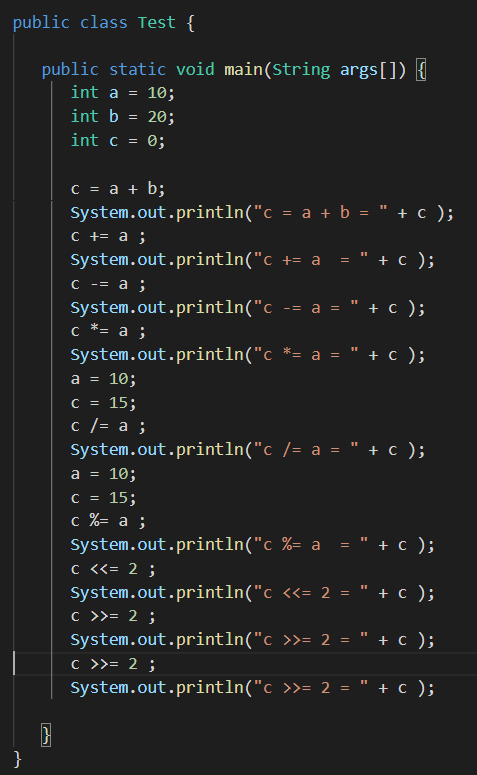 public class Test {
public static void main(String args[]) {
int a = 10;
int b = 20;
int c = 0;
c = a + b;
System.out.println("c = a + b = " + c );
c += a ;
System.out.println("c += a  = " + c );
c -= a ;
System.out.println("c -= a = " + c );
c *= a ;
System.out.println("c *= a = " + c );
a = 10;
c = 15;
c /= a ;
System.out.println("c /= a = " + c );
a = 10;
c = 15;
c %= a ;
System.out.println("c %= a  = " + c );
c <<= 2 ;
System.out.println("c <<= 2 = " + c );
c >>= 2 ;
System.out.println("c >>= 2 = " + c );
c >>= 2 ;
System.out.println("c >>= 2 = " + c );
}
}